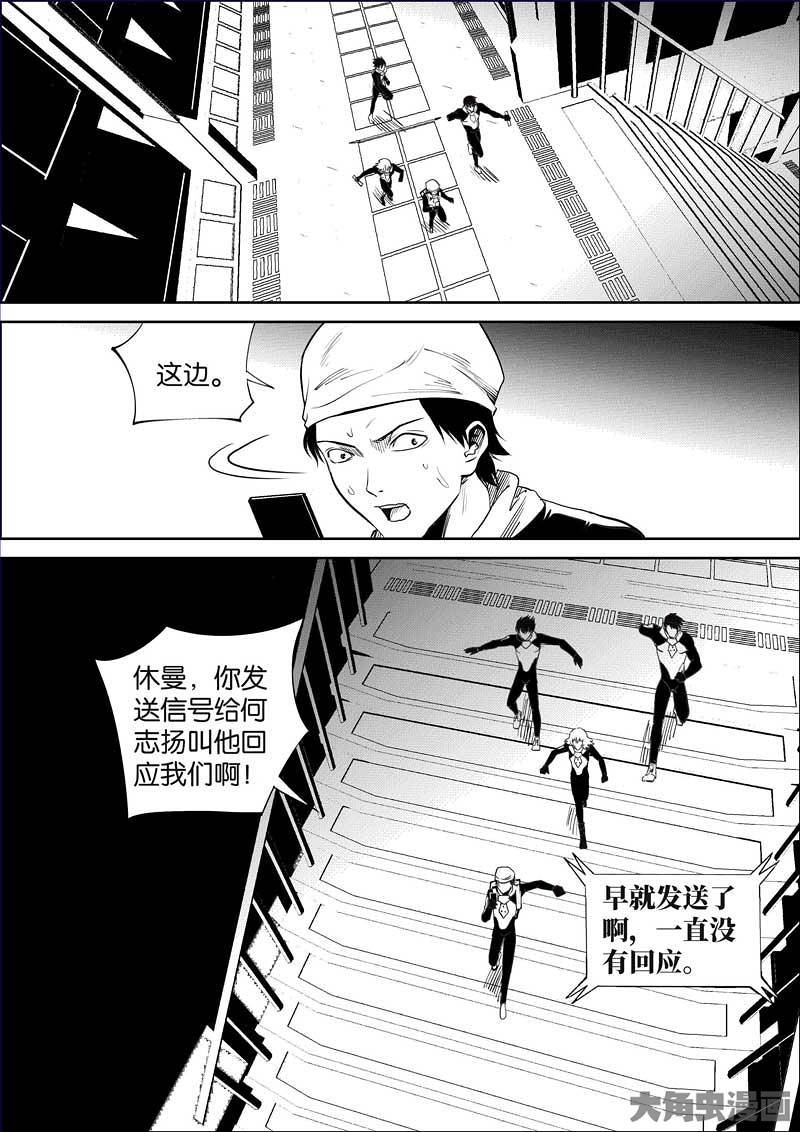 这边。
休曼，你发
送信号给何
志扬叫他回
应我们啊！
早就发送了
啊，一直没
有回应。
大角虫漫画